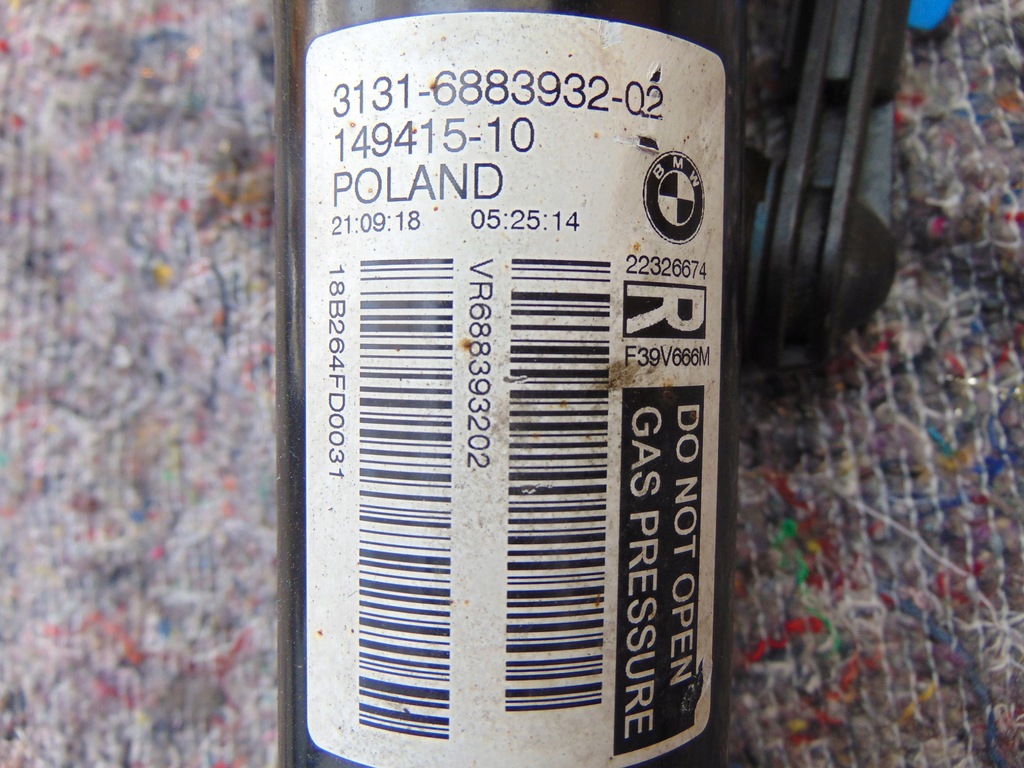 3131-6883932-02
149415-10
POLAND
21:09:18 05:25:14
BMW
22326674
R
F39V666M
18B264FD0031
VR688393202
DO NOT OPEN
GAS PRESSURE